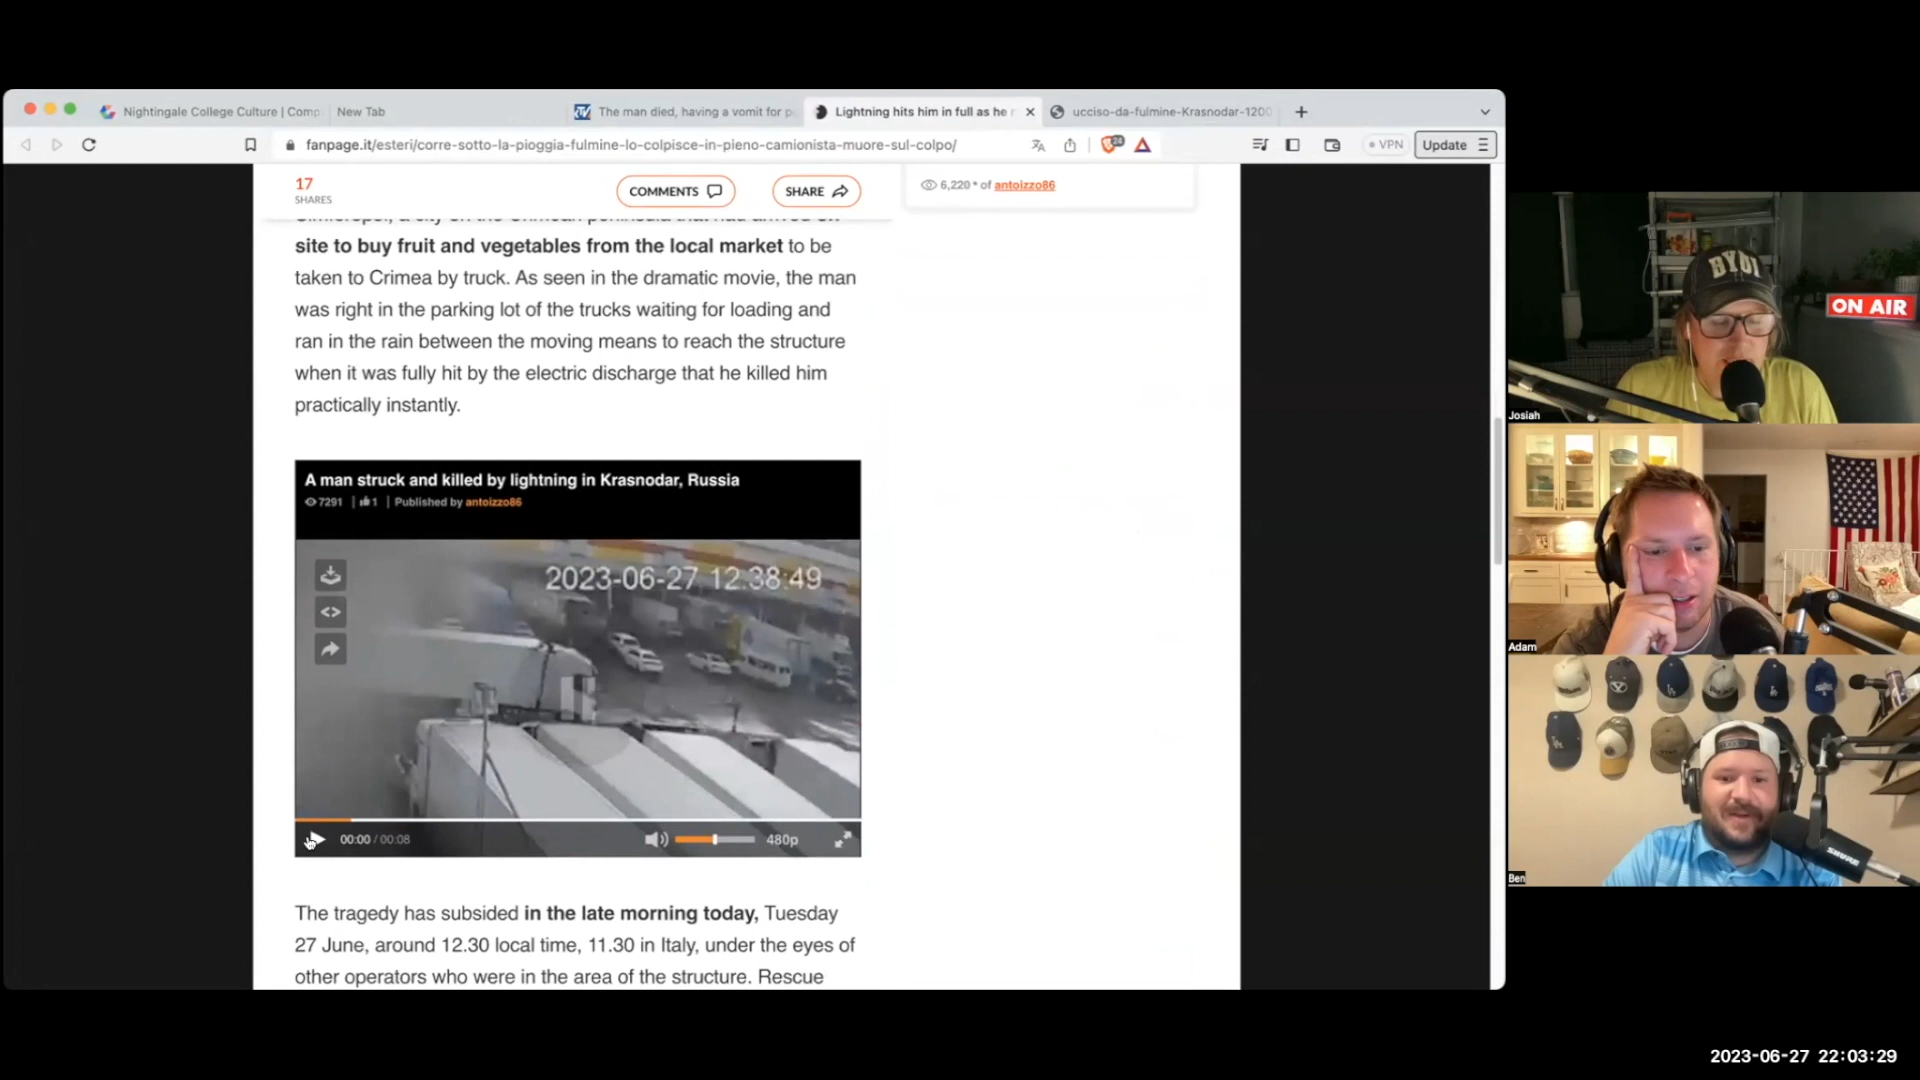 Nightingale College Culture | Comp
New Tab
The man died, having a vomit for p
Lightning hits him in full as he r
ucciso-da-fulmine-Krasnodar-1200
fanpage.it/esteri/corre-sotto-la-pioggia-fulmine-lo-colpisce-in-pieno-camionista-muore-sul-colpo/
VPN
Update
17
SHARES
COMMENTS
SHARE
6,220 * of antoizzo86
site to buy fruit and vegetables from the local market to be
taken to Crimea by truck. As seen in the dramatic movie, the man
was right in the parking lot of the trucks waiting for loading and
ran in the rain between the moving means to reach the structure
when it was fully hit by the electric discharge that he killed him
practically instantly.
A man struck and killed by lightning in Krasnodar, Russia
7291 | 1 | Published by antoizzo86
2023-06-27 12:38:49
00:00 / 00:08
480p
The tragedy has subsided in the late morning today, Tuesday
27 June, around 12.30 local time, 11.30 in Italy, under the eyes of
other operators who were in the area of the structure. Rescue
BYU
ON AIR
Josiah
Adam
SHURE
Ben
2023-06-27 22:03:29